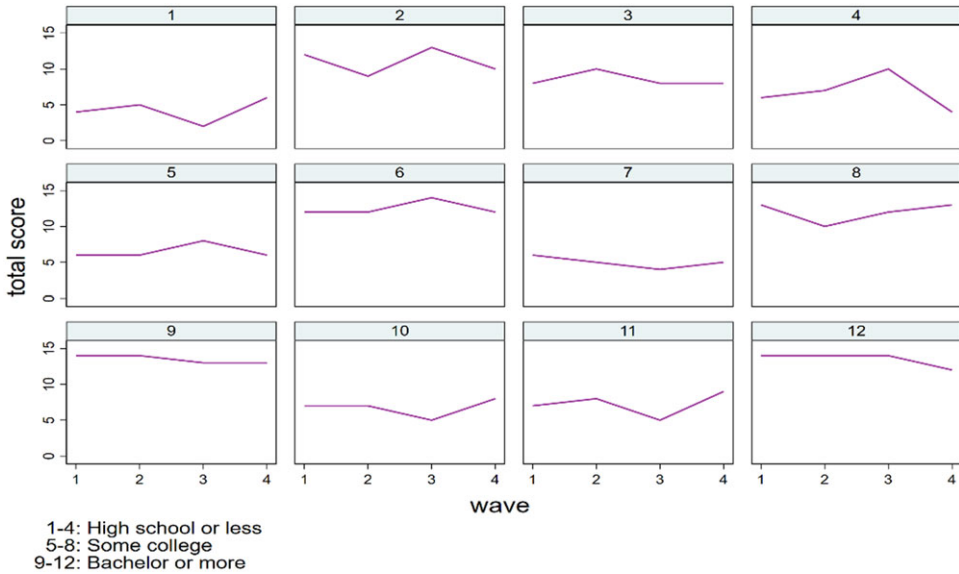 1 2 3 4
15
10
5
0
5 6 7 8
15
10
5
0
total score
9 10 11 12
15
10
5
0
1 2 3 4 1 2 3 4 1 2 3 4 1 2 3 4
wave
1-4: High school or less
5-8: Some college
9-12: Bachelor or more